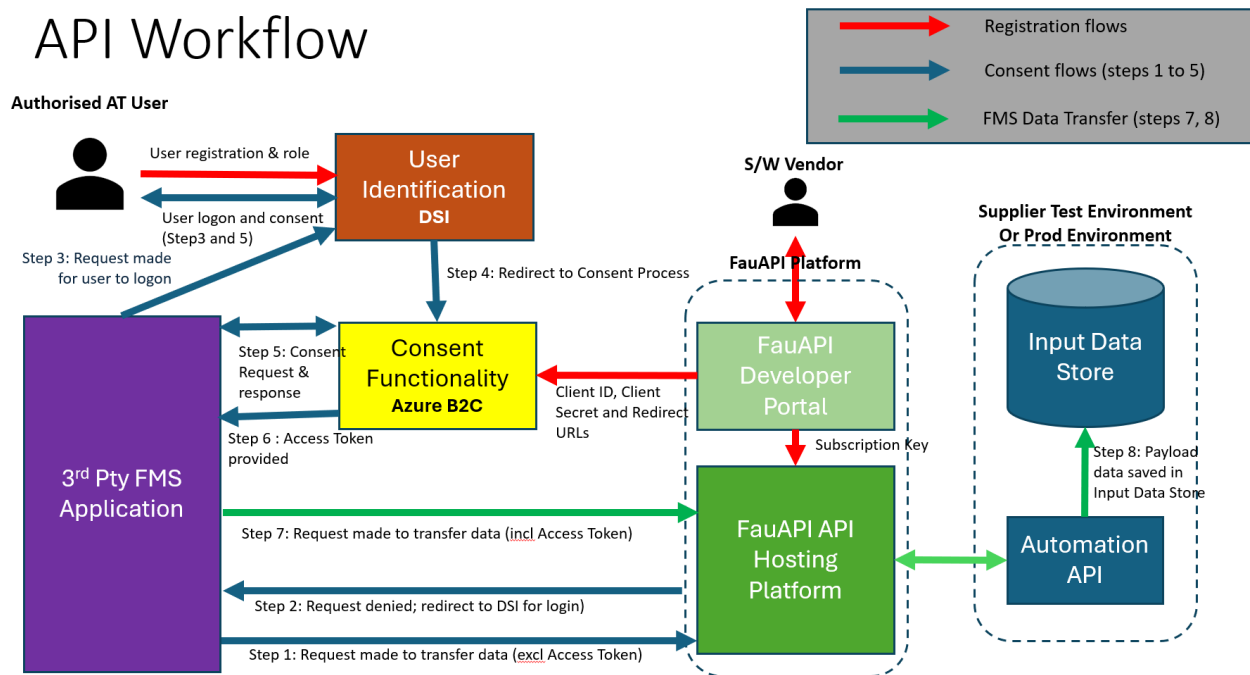 API Workflow
Registration flows
Consent flows (steps 1 to 5)
FMS Data Transfer (steps 7, 8)
Authorised AT User
User registration & role
User logon and consent
(Step3 and 5)
User
Identification
DSI
Step 3: Request made
for user to logon
Step 4: Redirect to Consent Process
S/W Vendor
FauAPI Platform
Supplier Test Environment
Or Prod Environment
Step 5: Consent
Request &
response
Consent
Functionality
Azure B2C
Client ID, Client
Secret and Redirect
URLs
FauAPI
Developer
Portal
Input Data
Store
Step 6 : Access Token
provided
Subscription Key
Step 8: Payload
data saved in
Input Data Store
3rd Pty FMS
Application
Step 7: Request made to transfer data (incl Access Token)
FauAPI API
Hosting
Platform
Automation
API
Step 2: Request denied; redirect to DSI for login)
Step 1: Request made to transfer data (excl Access Token)